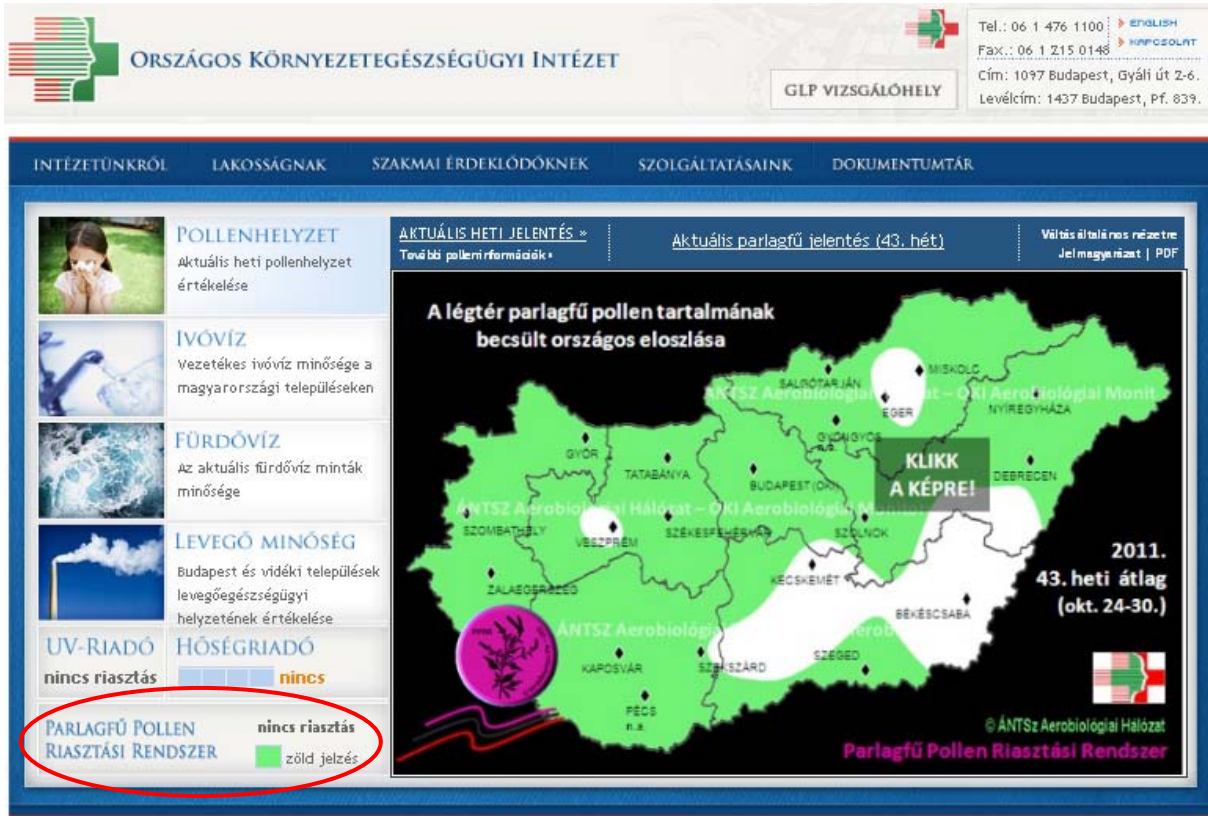 ORSZÁGOS KÖRNYEZETEGÉSZSÉGÜGYI INTÉZET
GLP VIZSGÁLÓHELY
Tel.: 06 1 476 1100
ENGLISH
Fax.: 06 1 215 0148
KAPCSOLAT
Cím: 1097 Budapest, Gyáli út 2-6.
Levélcím: 1437 Budapest, Pf. 839.
INTÉZETÜNKRŐL LAKOSSÁGNAK SZAKMAI ÉRDEKLŐDŐKNEK SZOLGÁLTATÁSAINK DOKUMENTUMTÁR
POLLENHELYZET
Aktuális heti pollenhelyzet
értékelése
IVÓVÍZ
Vezetékes ivóvíz minősége a
magyarországi településeken
FÜRDŐVÍZ
Az aktuális fürdővíz minták
minősége
LEVEGŐ MINŐSÉG
Budapest és vidéki települések
levegőegészségügyi
helyzetének értékelése
UV-RIADÓ
nincs riasztás
HŐSÉGRIADÓ
nincs
PARLAGFŰ POLLEN
RIASZTÁSI RENDSZER
nincs riasztás
zöld jelzés
AKTUÁLIS HETI JELENTÉS »
További polleninformációk »
Aktuális parlagfű jelentés (43. hét)
Váltás általános nézetre
Jelmagyarázat | PDF
A légtér parlagfű pollen tartalmának
becsült országos eloszlása
SALGÓTARJÁN
MISKOLC
EGER
NYÍREGYHÁZA
GYÖNGYÖS
n.a.
KLIKK
A KÉPRE!
GYŐR
TATABÁNYA
BUDAPEST (OKI)
DEBRECEN
ÁNTSZ Aerobiológiai Hálózat – OKI Aerobiológiai
SZOMBATHELY
VESZPRÉM
SZÉKESFEHÉRVÁR
SZOLNOK
ZALAEGERSZEG
KECSKEMÉT
BÉKÉSCSABA
2011.
43. heti átlag
(okt. 24-30.)
KAPOSVÁR
SZEKSZÁRD
SZEGED
PÉCS
n.a.
© ÁNTSz Aerobiológiai Hálózat
Parlagfű Pollen Riasztási Rendszer